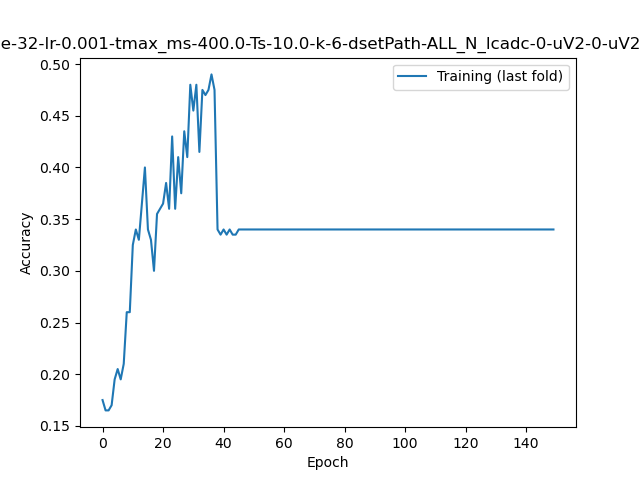 e-32-lr-0.001-tmax_ms-400.0-Ts-10.0-k-6-dsetPath-ALL_N_lcadc-0-uV2-0-uV2
Training (last fold)
0.50
0.45
0.40
0.35
0.30
0.25
0.20
0.15
Accuracy
0 20 40 60 80 100 120 140
Epoch